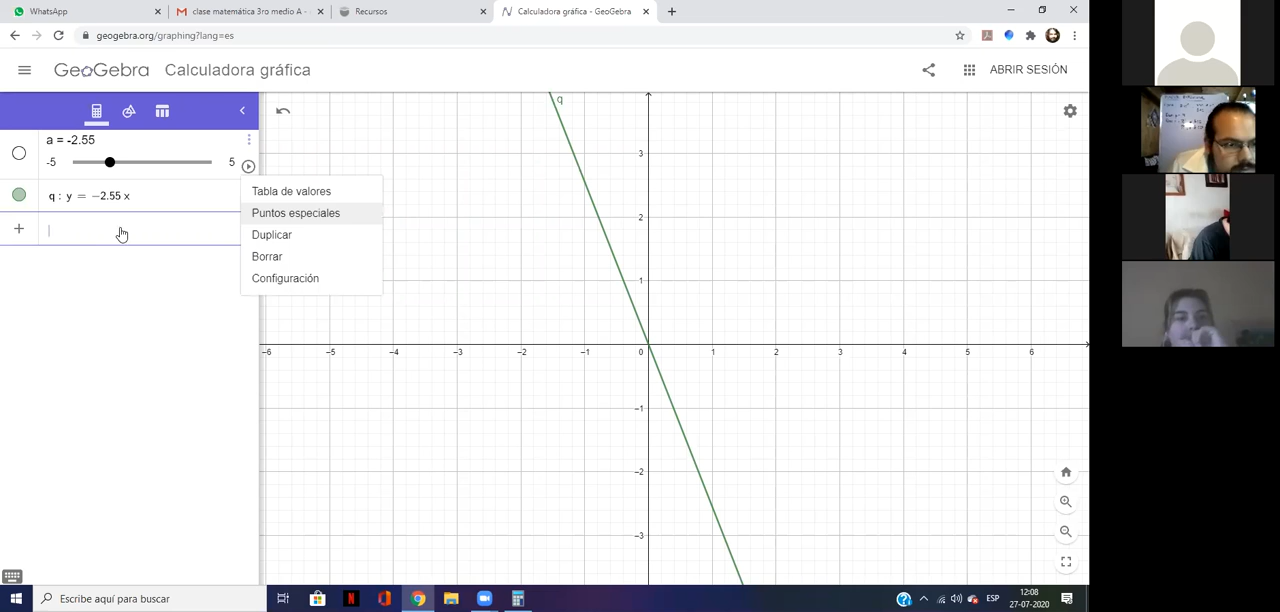 WhatsApp
clase matemática 3ro medio A -
Recursos
Calculadora gráfica - GeoGebra
geogebra.org/graphing?lang=es
GeoGebra Calculadora gráfica
ABRIR SESIÓN
a = -2.55
-5
5
q : y = −2.55 x
Tabla de valores
Puntos especiales
Duplicar
Borrar
Configuración
q
3
2
1
−6 −5 −4 −3 −2 −1 0 1 2 3 4 5 6
−1
−2
−3
Escribe aquí para buscar
ESP
12:08
27-07-2020